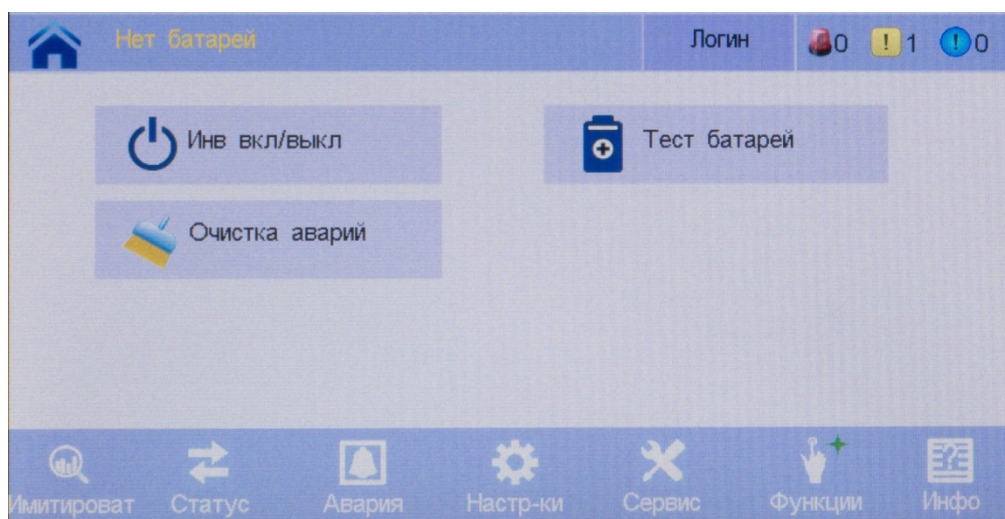 Нет батарей
Логин
0
! 1
! 0
Инв вкл/выкл
Тест батарей
Очистка аварий
Имитироват
Статус
Авария
Настр-ки
Сервис
Функции
Инфо